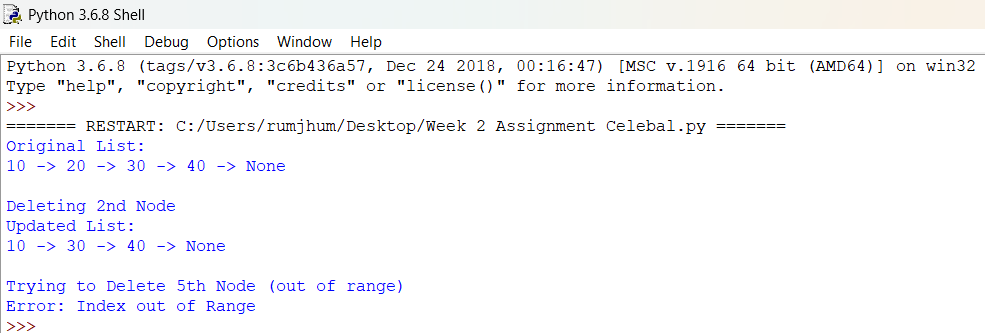 Python 3.6.8 Shell
File Edit Shell Debug Options Window Help
Python 3.6.8 (tags/v3.6.8:3c6b436a57, Dec 24 2018, 00:16:47) [MSC v.1916 64 bit (AMD64)] on win32
Type "help", "copyright", "credits" or "license()" for more information.
>>>
======= RESTART: C:/Users/rumjhum/Desktop/Week 2 Assignment Celebal.py =======
Original List:
10 -> 20 -> 30 -> 40 -> None
Deleting 2nd Node
Updated List:
10 -> 30 -> 40 -> None
Trying to Delete 5th Node (out of range)
Error: Index out of Range
>>>